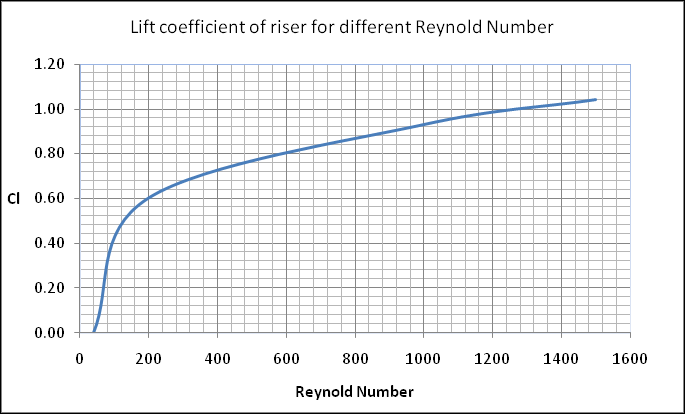 Lift coefficient of riser for different Reynold Number
1.20
1.00
0.80
0.60
0.40
0.20
0.00
Cl
0 200 400 600 800 1000 1200 1400 1600
Reynold Number